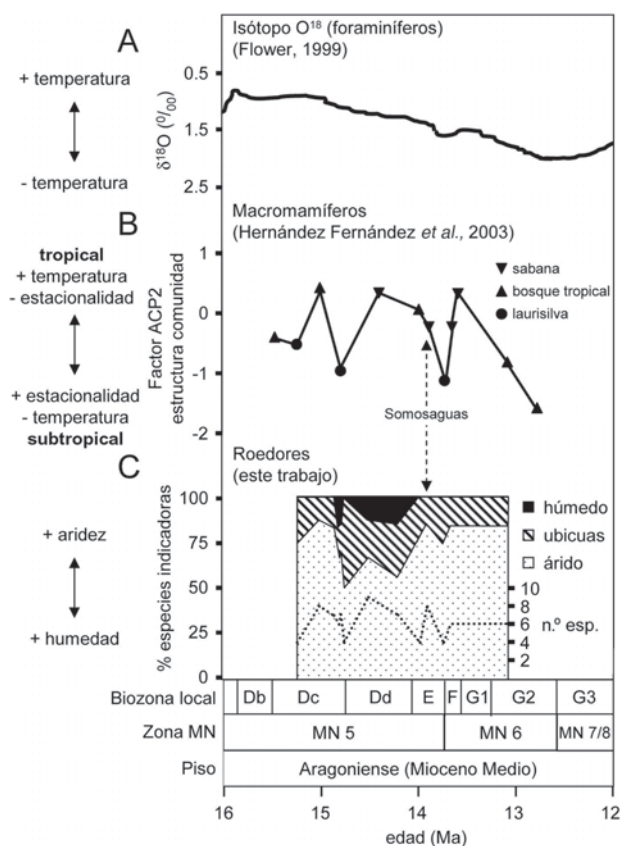 A
Isótopo O18 (foraminíferos)
(Flower, 1999)
+ temperatura
- temperatura
δ18O (0/00)
0.5
1.5
2.5
B
Macromamíferos
(Hernández Fernández et al., 2003)
tropical
+ temperatura
- estacionalidad
+ estacionalidad
- temperatura
subtropical
Factor ACP2
estructura comunidad
1
0
-1
-2
sabana
bosque tropical
laurisilva
Somosaguas
C
Roedores
(este trabajo)
+ aridez
+ humedad
% especies indicadoras
100
75
50
25
0
húmedo
ubicuas
árido
10
8
6 n.º esp.
4
2
Biozona local Db Dc Dd E F G1 G2 G3
Zona MN MN 5 MN 6 MN 7/8
Piso Aragoniense (Mioceno Medio)
16 15 14 13 12
edad (Ma)